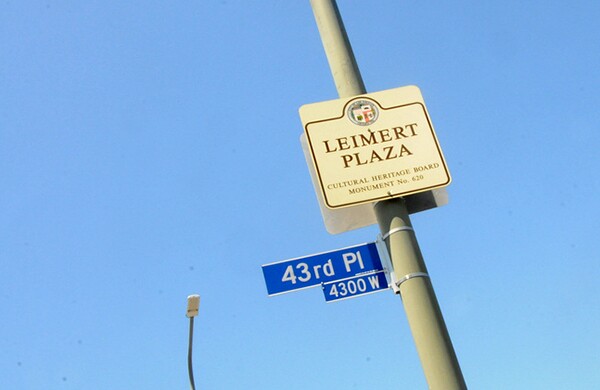 LEIMERT
PLAZA
CULTURAL HERITAGE BOARD
MONUMENT No. 620
43rd Pl
4300 W